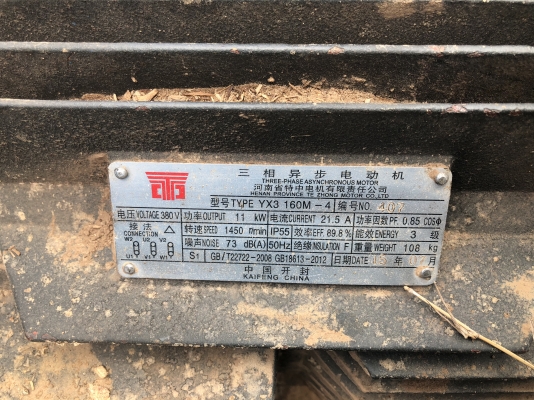 三相异步电动机
THREE-PHASE ASYNCHRONOUS MOTOR
河南省特中电机有限责任公司
HENAN PROVINCE TE ZHONG MOTOR CO.,LTD
型号TYPE YX3 160M-4 编号NO.
电压VOLTAGE 380V 功率OUTPUT 11 kW 电流CURRENT 21.5 A 功率因数PF 0.85 COSΦ
接法 △ CONNECTION 转速SPEED 1450 r/min IP55 效率EFF 89.8 % 能效ENERGY 3 级
W2 U2 V2 噪声NOISE 73 dB(A) 50Hz 绝缘INSULATION F 重量WEIGHT 108 kg
U1 V1 W1 S1 GB/T22722-2008 GB18613-2012 日期DATE 年 月
中国开封
KAIFENG CHINA